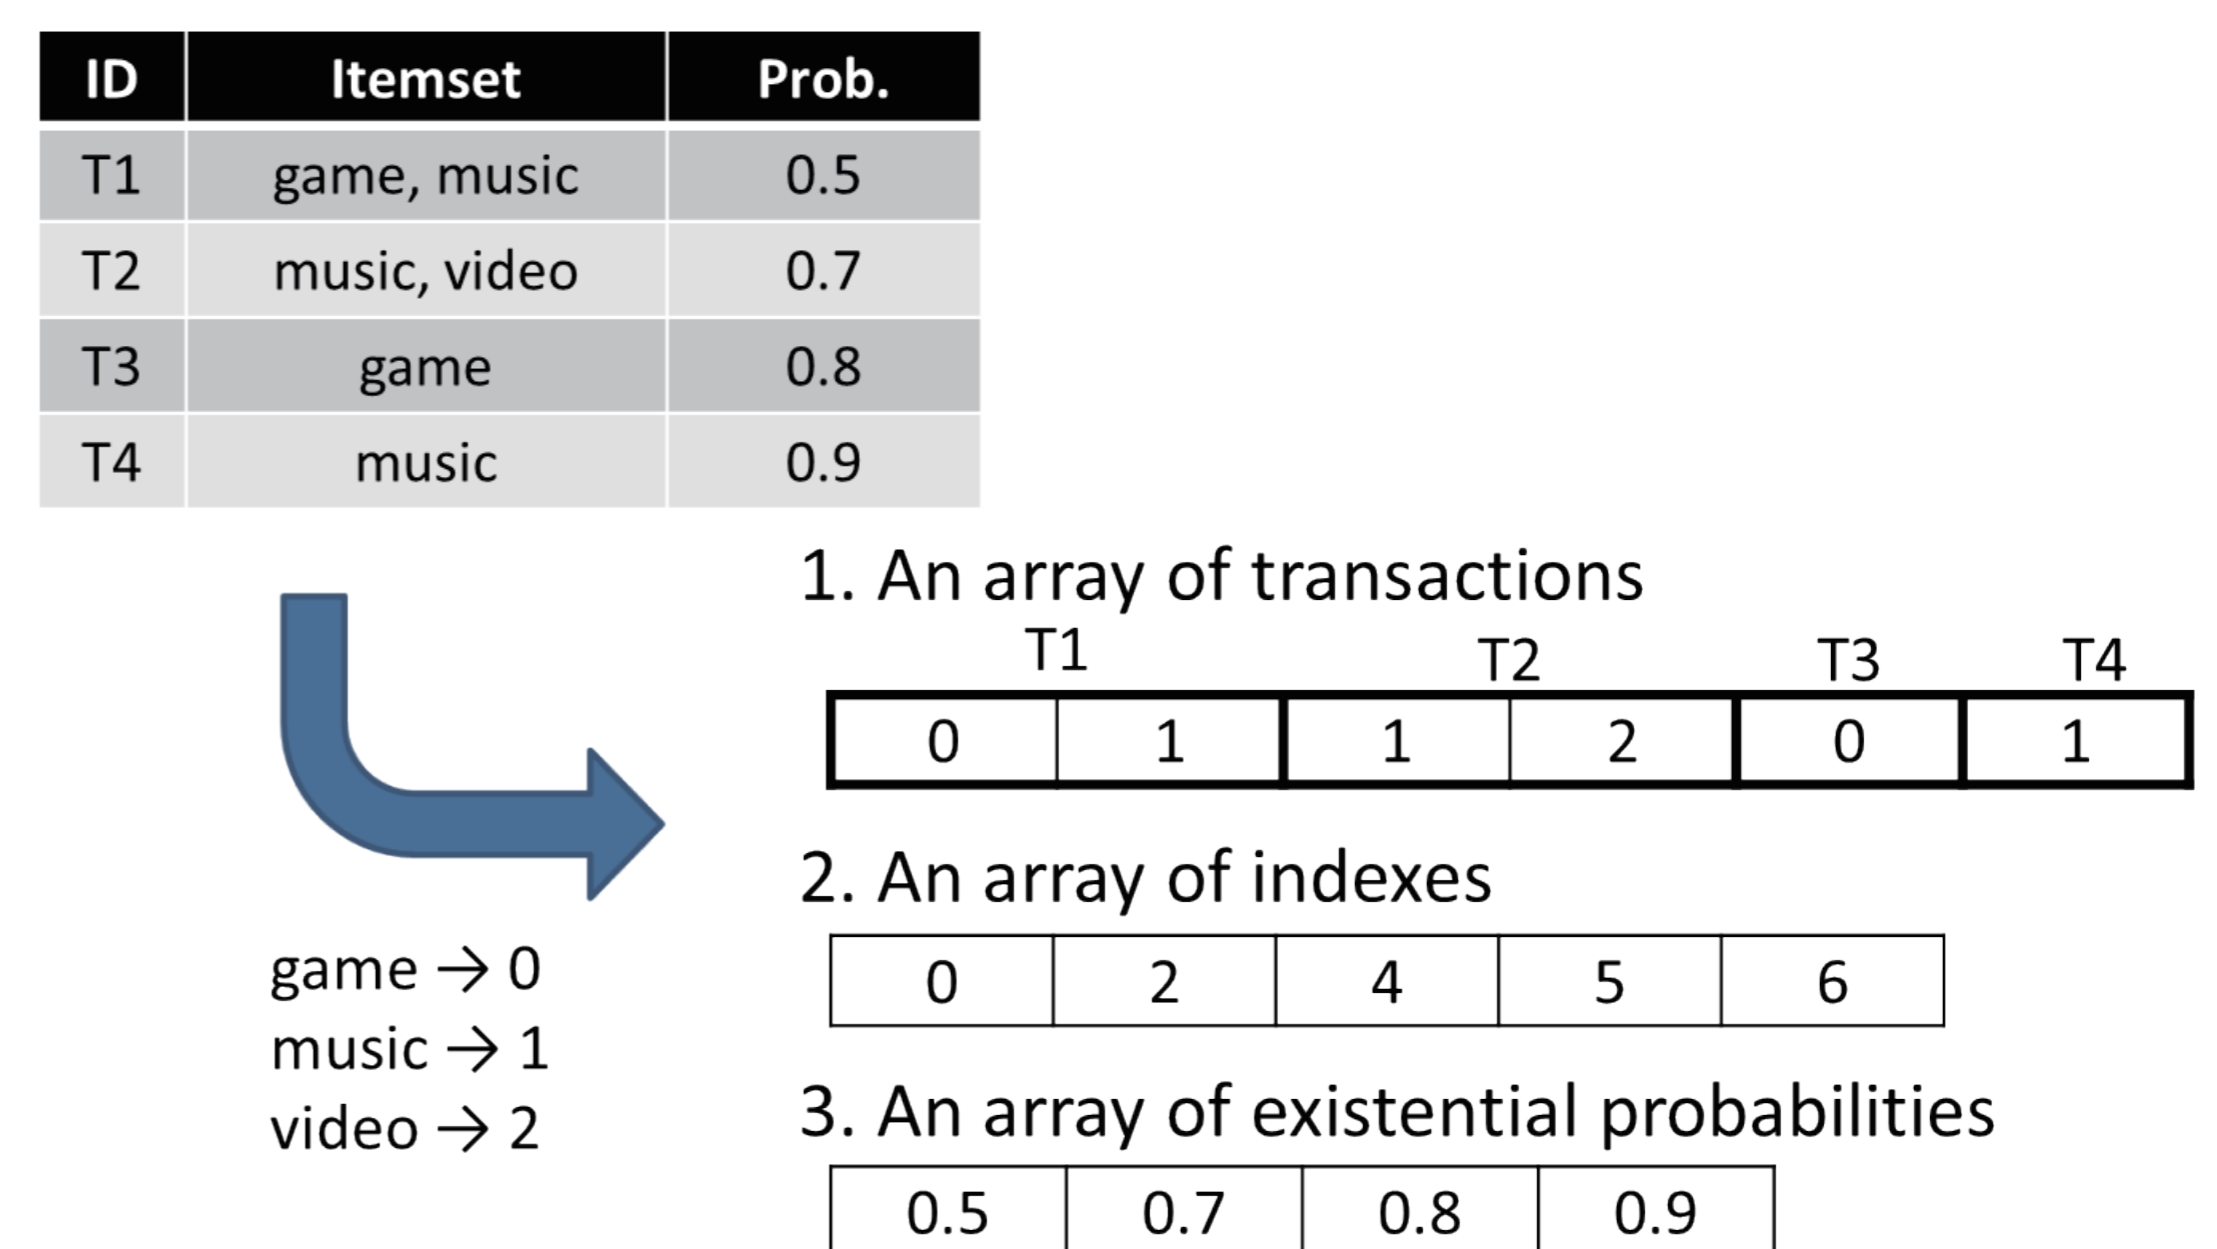 ID Itemset Prob.
T1 game, music 0.5
T2 music, video 0.7
T3 game 0.8
T4 music 0.9
1. An array of transactions
T1 T2 T3 T4
0 1 1 2 0 1
2. An array of indexes
0 2 4 5 6
game → 0
music → 1
video → 2
3. An array of existential probabilities
0.5 0.7 0.8 0.9